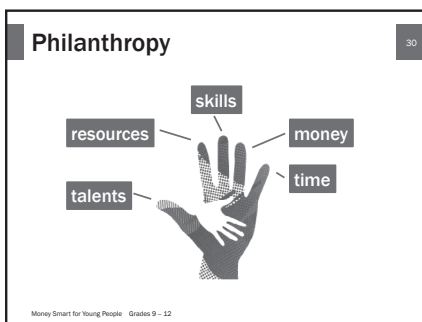 Philanthropy
30
skills
resources
money
time
talents
Money Smart for Young People Grades 9 – 12